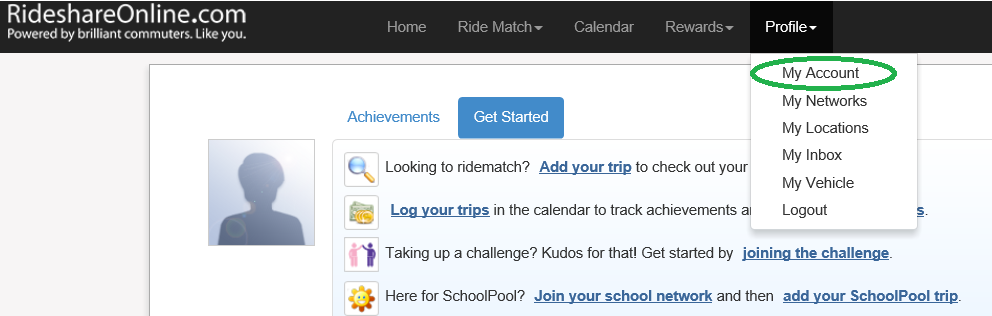 RideshareOnline.com
Powered by brilliant commuters. Like you.
Home Ride Match Calendar Rewards Profile
My Account
My Networks
My Locations
My Inbox
My Vehicle
Logout
Achievements Get Started
Looking to ridematch? Add your trip to check out your
Log your trips in the calendar to track achievements
Taking up a challenge? Kudos for that! Get started by joining the challenge.
Here for SchoolPool? Join your school network and then add your SchoolPool trip.